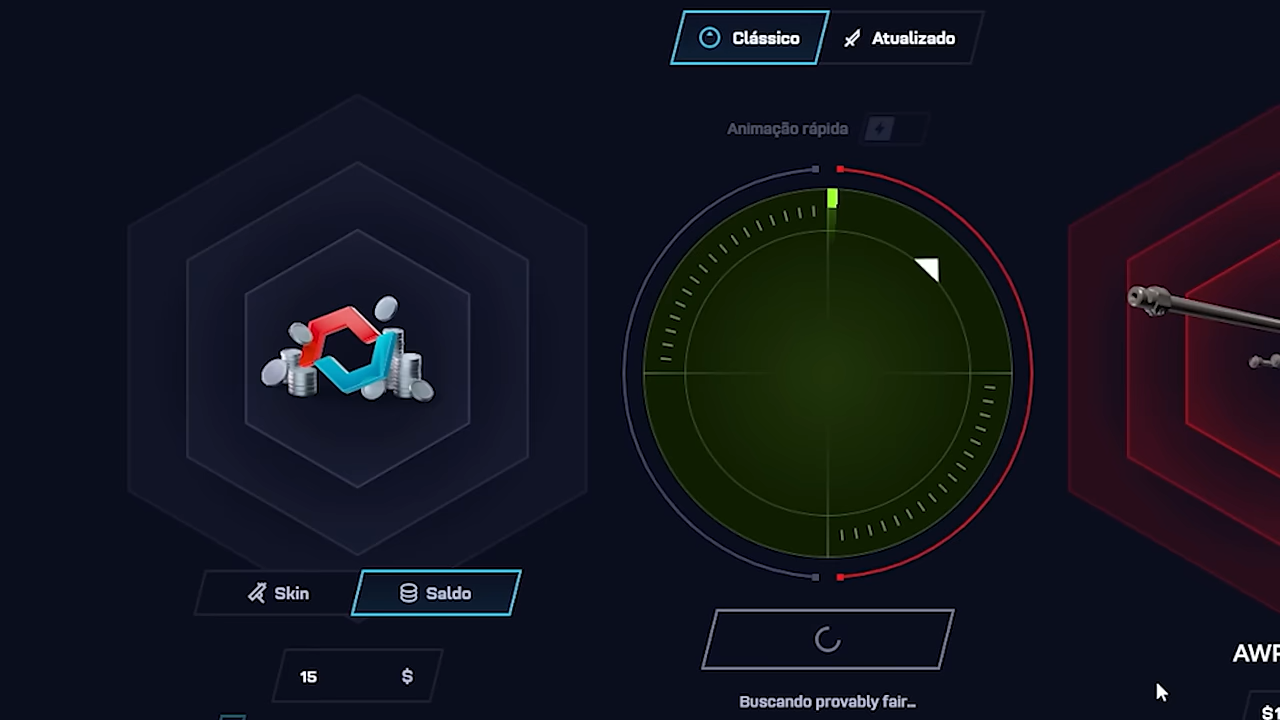 Clássico
Atualizado
Animação rápida
Skin
Saldo
15 $
Buscando provably fair...
AWP